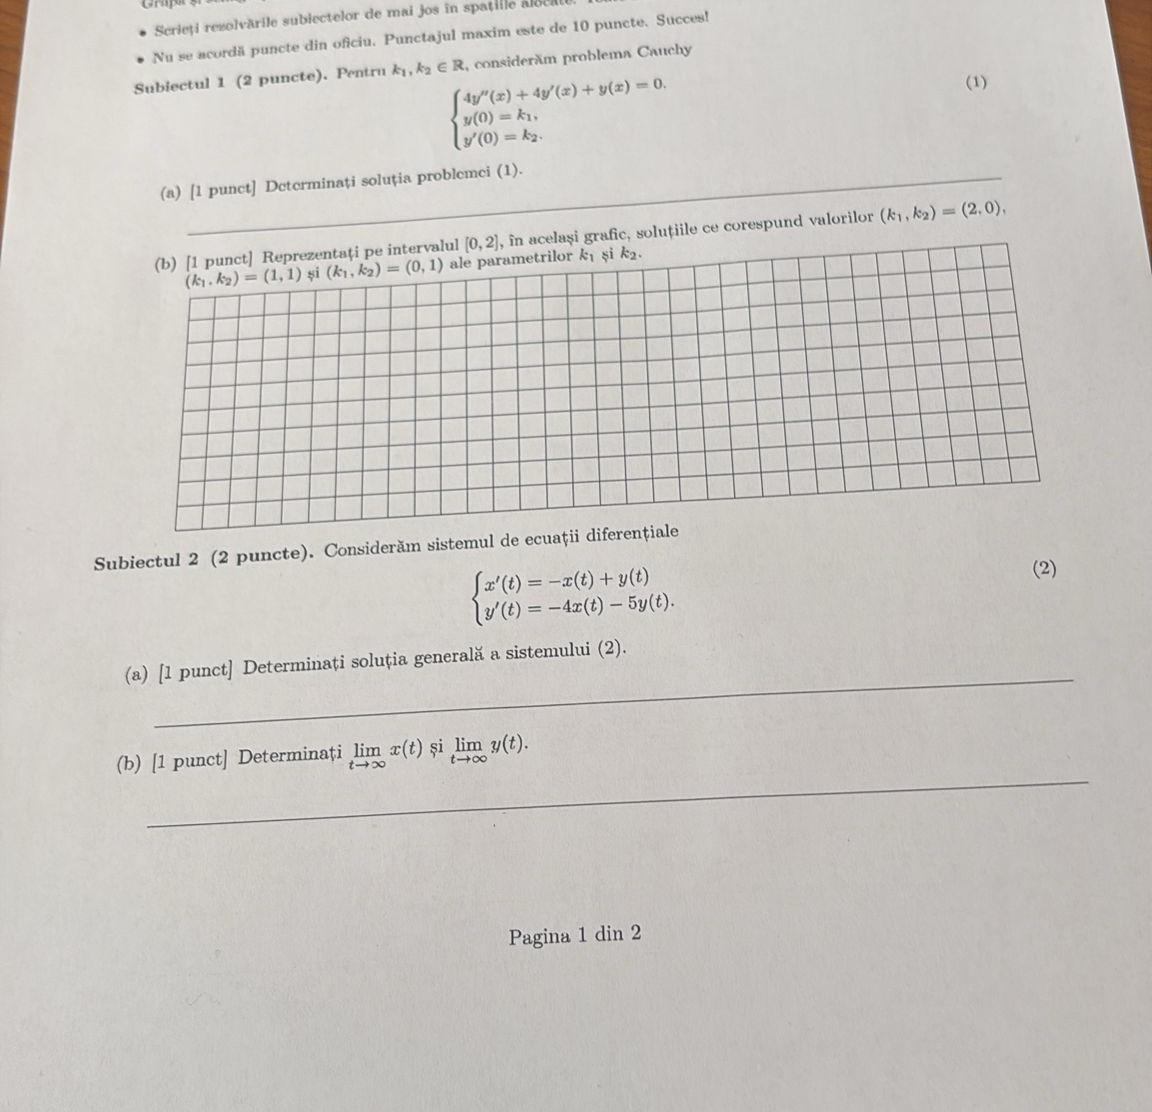 • Scrieți rezolvările subiectelor de mai jos în spațiile alocate.
• Nu se acordă puncte din oficiu. Punctajul maxim este de 10 puncte. Succes!
Subiectul 1 (2 puncte). Pentru k₁, k₂ ∈ ℝ, considerăm problema Cauchy
4y″(x) + 4y′(x) + y(x) = 0,
y(0) = k₁,
y′(0) = k₂.
(1)
(a) [1 punct] Determinați soluția problemei (1).
(b) [1 punct] Reprezentați pe intervalul [0, 2], în același grafic, soluțiile ce corespund valorilor (k₁, k₂) = (2, 0),
(k₁, k₂) = (1, 1) și (k₁, k₂) = (0, 1) ale parametrilor k₁ și k₂.
Subiectul 2 (2 puncte). Considerăm sistemul de ecuații diferențiale
x′(t) = −x(t) + y(t)
y′(t) = −4x(t) − 5y(t).
(2)
(a) [1 punct] Determinați soluția generală a sistemului (2).
(b) [1 punct] Determinați lim t→∞ x(t) și lim t→∞ y(t).
Pagina 1 din 2